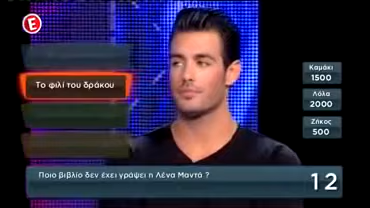 E
Το φιλί του δράκου
Καμάκι
1500
Λόλα
2000
Ζήκος
500
Ποιο βιβλίο δεν έχει γράψει η Λένα Μαντά ?
12